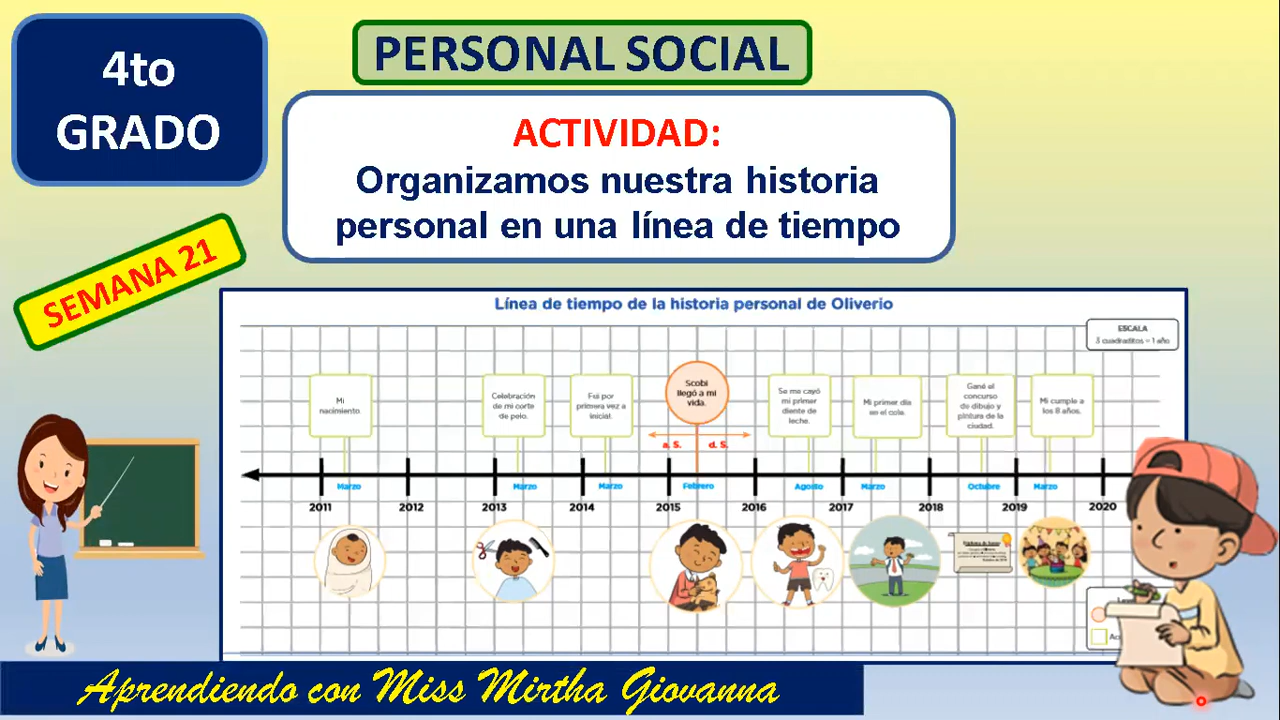 4to
GRADO
PERSONAL SOCIAL
ACTIVIDAD:
Organizamos nuestra historia
personal en una línea de tiempo
SEMANA 21
Línea de tiempo de la historia personal de Oliverio
ESCALA
3 cuadraditos = 1 año
Mi
nacimiento.
Celebración
de mi corte
de pelo.
Fui por
primera vez a
inicial.
Scobi
llegó a mi
vida.
Se me cayó
mi primer
diente de
leche.
Mi primer día
en el cole.
Gané el
concurso
de dibujo y
pintura de la
ciudad.
Mi cumple a
los 8 años.
a. S. d. S.
Marzo Marzo Marzo Febrero Agosto Marzo Octubre Marzo
2011 2012 2013 2014 2015 2016 2017 2018 2019 2020
Aprendiendo con Miss Mirtha Giovanna